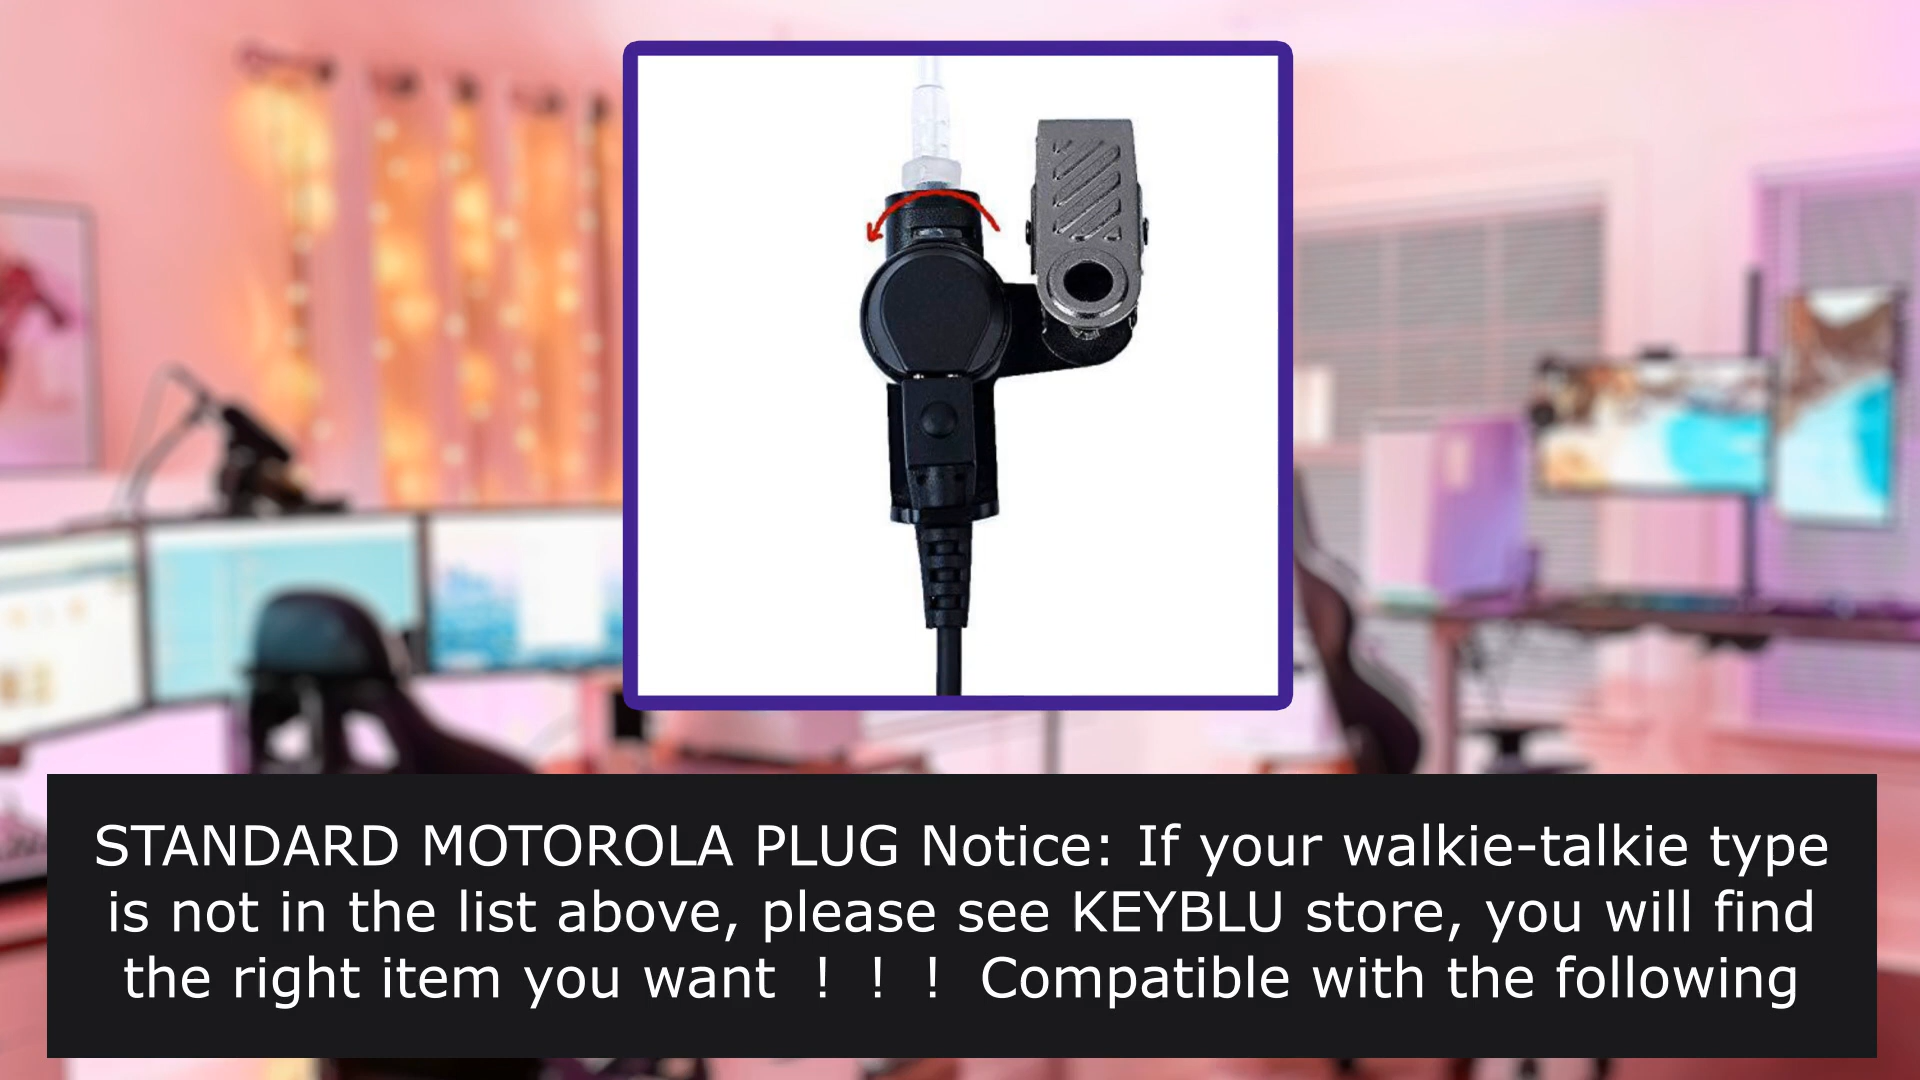 STANDARD MOTOROLA PLUG Notice: If your walkie-talkie type
is not in the list above, please see KEYBLU store, you will find
the right item you want ! ! ! Compatible with the following